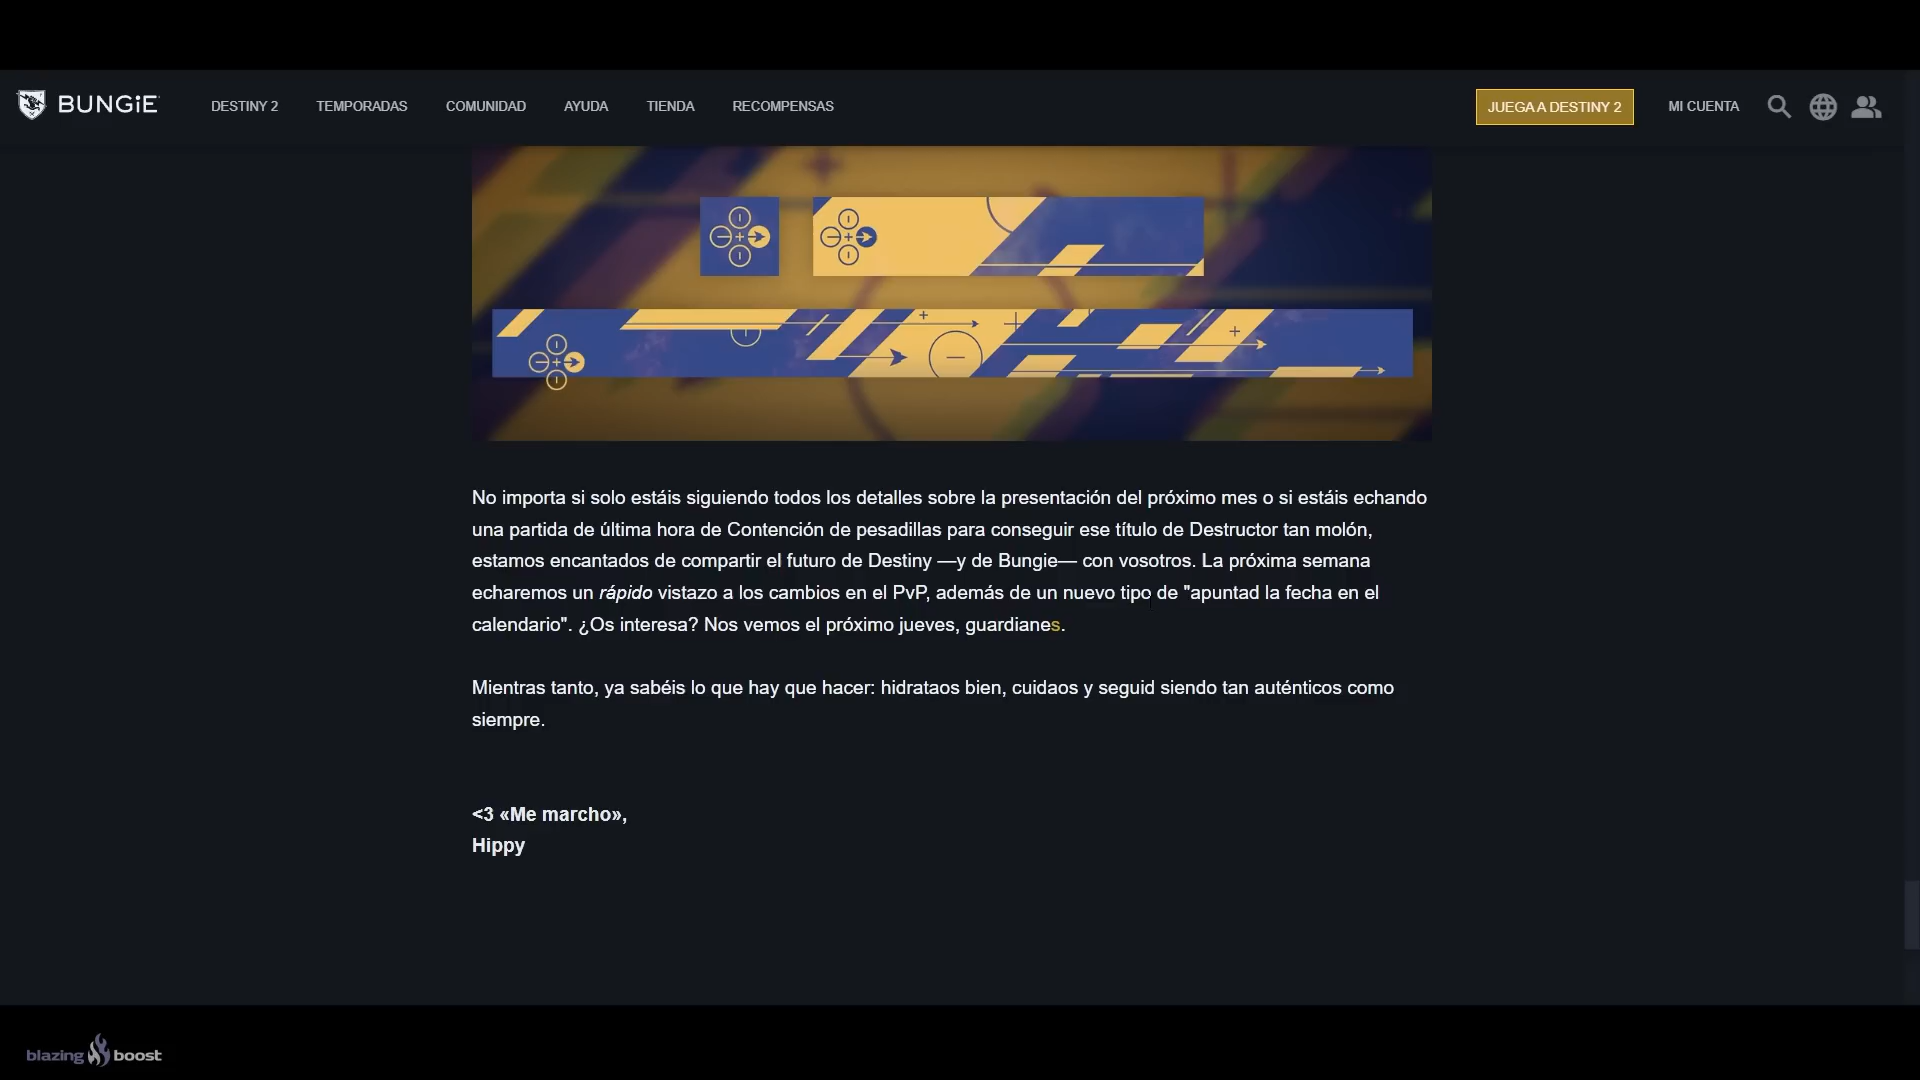 BUNGiE
DESTINY 2
TEMPORADAS
COMUNIDAD
AYUDA
TIENDA
RECOMPENSAS
JUEGA A DESTINY 2
MI CUENTA
No importa si solo estáis siguiendo todos los detalles sobre la presentación del próximo mes o si estáis echando
una partida de última hora de Contención de pesadillas para conseguir ese título de Destructor tan molón,
estamos encantados de compartir el futuro de Destiny —y de Bungie— con vosotros. La próxima semana
echaremos un rápido vistazo a los cambios en el PvP, además de un nuevo tipo de "apuntad la fecha en el
calendario". ¿Os interesa? Nos vemos el próximo jueves, guardianes.
Mientras tanto, ya sabéis lo que hay que hacer: hidrataos bien, cuidaos y seguid siendo tan auténticos como
siempre.
<3 «Me marcho»,
Hippy
blazing boost